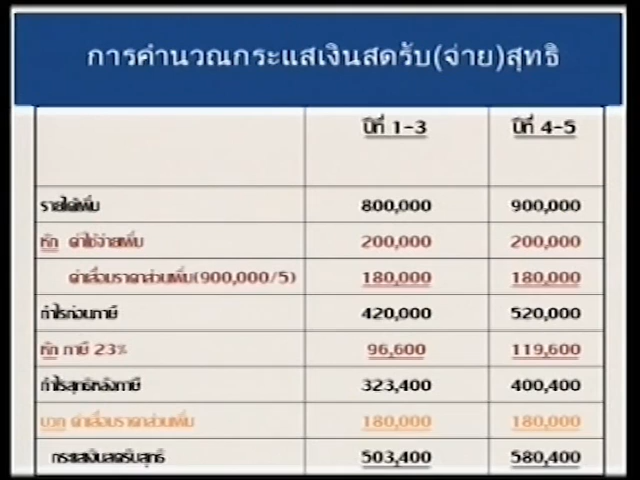 การคำนวณกระแสเงินสดรับ(จ่าย)สุทธิ
ปีที่ 1-3 ปีที่ 4-5
รายได้เพิ่ม 800,000 900,000
หัก ค่าใช้จ่ายเพิ่ม 200,000 200,000
ค่าเสื่อมราคาส่วนเพิ่ม(900,000/5) 180,000 180,000
กำไรก่อนภาษี 420,000 520,000
หัก ภาษี 23% 96,600 119,600
กำไรสุทธิหลังภาษี 323,400 400,400
บวก ค่าเสื่อมราคาส่วนเพิ่ม 180,000 180,000
กระแสเงินสดรับสุทธิ 503,400 580,400